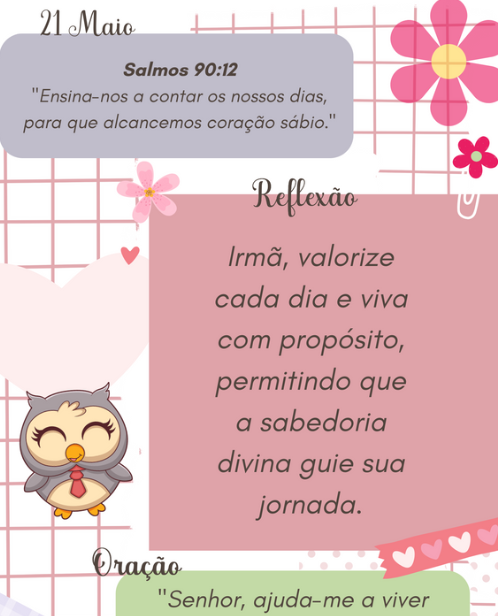 21 Maio
Salmos 90:12
"Ensina-nos a contar os nossos dias,
para que alcancemos coração sábio."
Reflexão
Irmã, valorize
cada dia e viva
com propósito,
permitindo que
a sabedoria
divina guie sua
jornada.
Oração
"Senhor, ajuda-me a viver